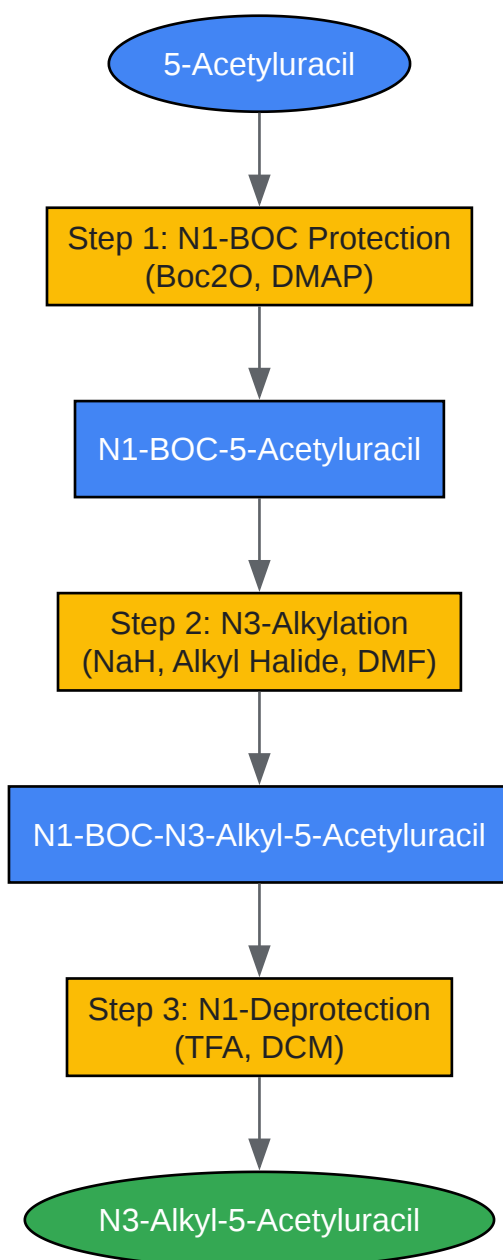 5-Acetyluracil
Step 1: N1-BOC Protection
(Boc2O, DMAP)
N1-BOC-5-Acetyluracil
Step 2: N3-Alkylation
(NaH, Alkyl Halide, DMF)
N1-BOC-N3-Alkyl-5-Acetyluracil
Step 3: N1-Deprotection
(TFA, DCM)
N3-Alkyl-5-Acetyluracil